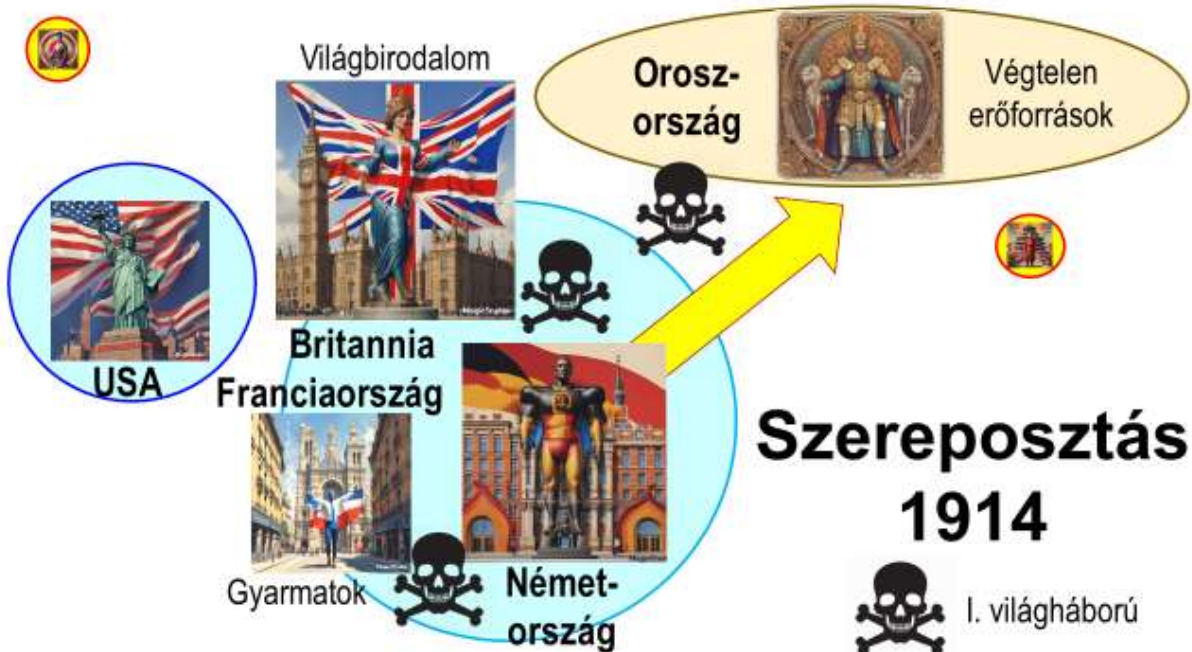 Világbirodalom
Orosz-
ország
Végtelen
erőforrások
USA
Britannia
Franciaország
Gyarmatok
Német-
ország
Szereposztás
1914
I. világháború